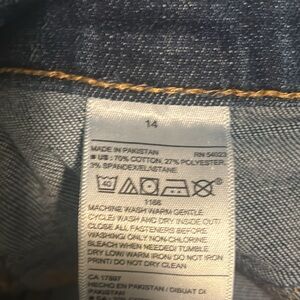 14
MADE IN PAKISTAN RN 54023
US: 70% COTTON, 27% POLYESTER,
3% SPANDEX/ELASTANE
40
1166
MACHINE WASH WARM GENTLE
CYCLE/ WASH AND DRY INSIDE OUT/
CLOSE ALL FASTENERS BEFORE
WASHING/ ONLY NON-CHLORINE
BLEACH WHEN NEEDED/ TUMBLE
DRY LOW/ WARM IRON/ DO NOT IRON
PRINT/ DO NOT DRY CLEAN
CA 17897
HECHO EN PAKISTAN / DIBUAT DI